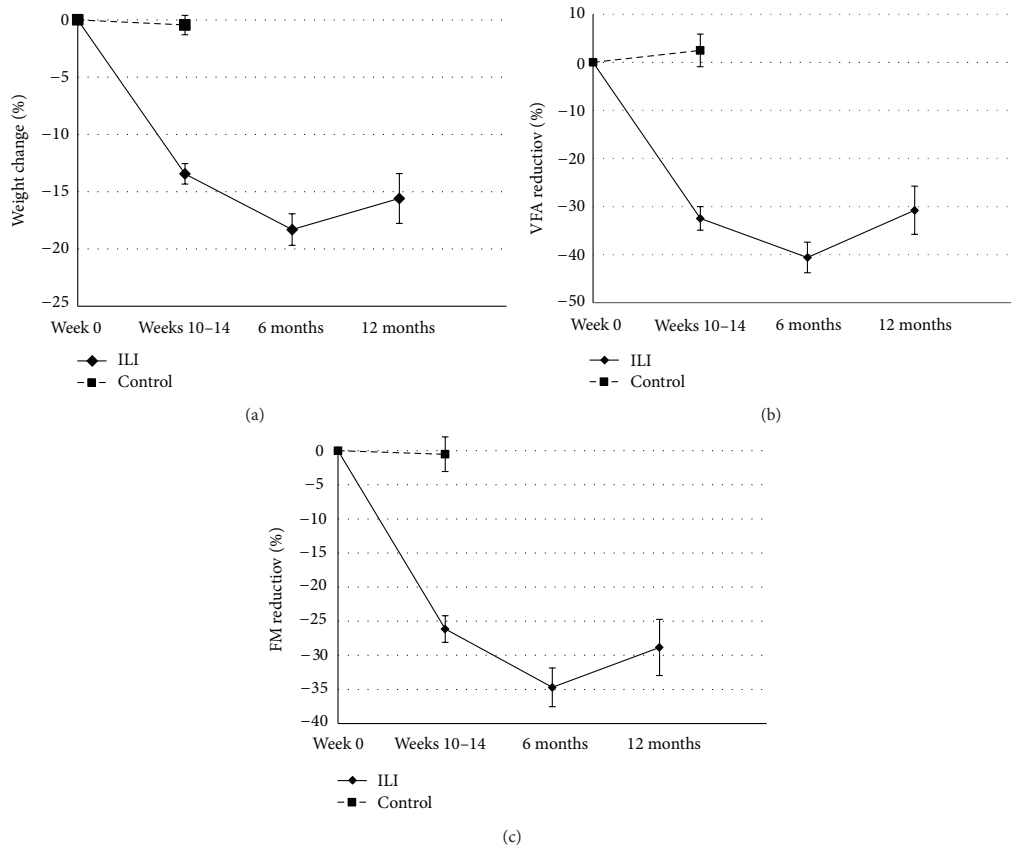 0
−5
−10
−15
−20
−25
Weight change (%)
Week 0 Weeks 10–14 6 months 12 months
ILI
Control
(a)
10
0
−10
−20
−30
−40
−50
VFA reductiov (%)
Week 0 Weeks 10–14 6 months 12 months
ILI
Control
(b)
0
−5
−10
−15
−20
−25
−30
−35
−40
FM reductiov (%)
Week 0 Weeks 10–14 6 months 12 months
ILI
Control
(c)